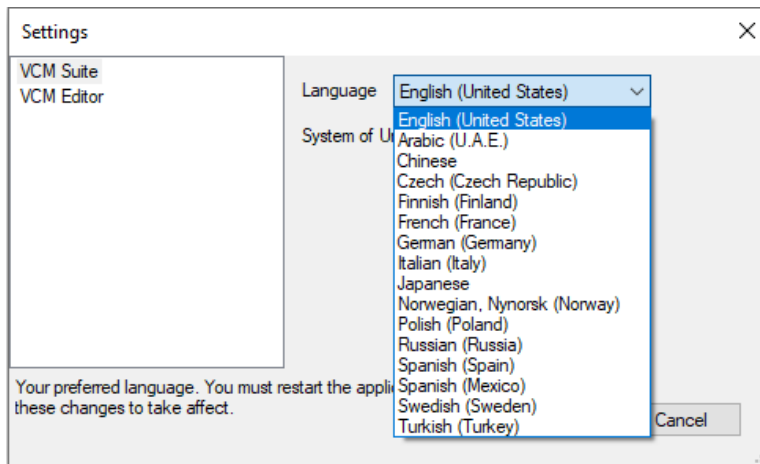 Settings
VCM Suite
VCM Editor
Language
English (United States)
System of
English (United States)
Arabic (U.A.E.)
Chinese
Czech (Czech Republic)
Finnish (Finland)
French (France)
German (Germany)
Italian (Italy)
Japanese
Norwegian, Nynorsk (Norway)
Polish (Poland)
Russian (Russia)
Spanish (Spain)
Spanish (Mexico)
Swedish (Sweden)
Turkish (Turkey)
Your preferred language. You must restart the
these changes to take affect.
Cancel